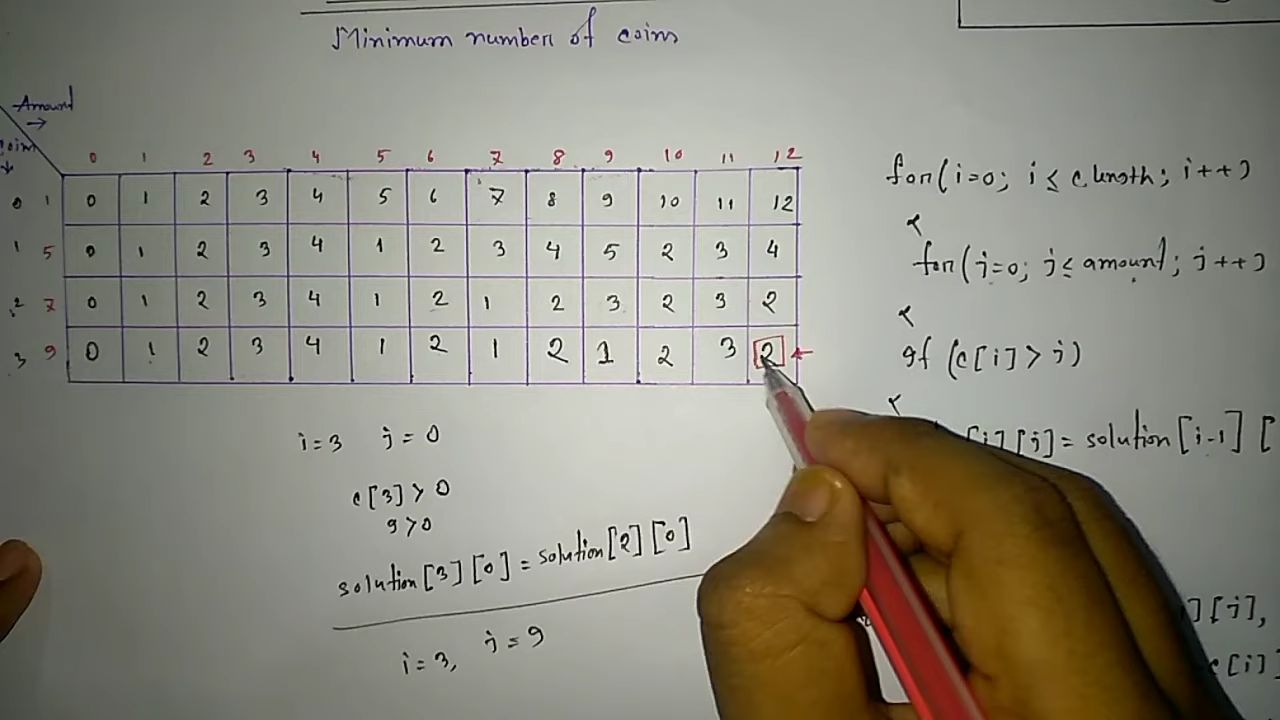 Minimum number of coins
Amount
→
coin
↓
0 1 2 3 4 5 6 7 8 9 10 11 12
0 1 0 1 2 3 4 5 6 7 8 9 10 11 12
1 5 0 1 2 3 4 1 2 3 4 5 2 3 4
2 7 0 1 2 3 4 1 2 1 2 3 2 3 2
3 9 0 1 2 3 4 1 2 1 2 1 2 3 2 ←
i=3 j=0
c[3]>0
9>0
solution[3][0]=solution[2][0]
i=3, j=9
for(i=0; i≤c.length; i++)
{
for(j=0; j≤amount; j++)
{
if (c[i]>j)
{
[i][j]=solution[i-1][
][j],
c[i]